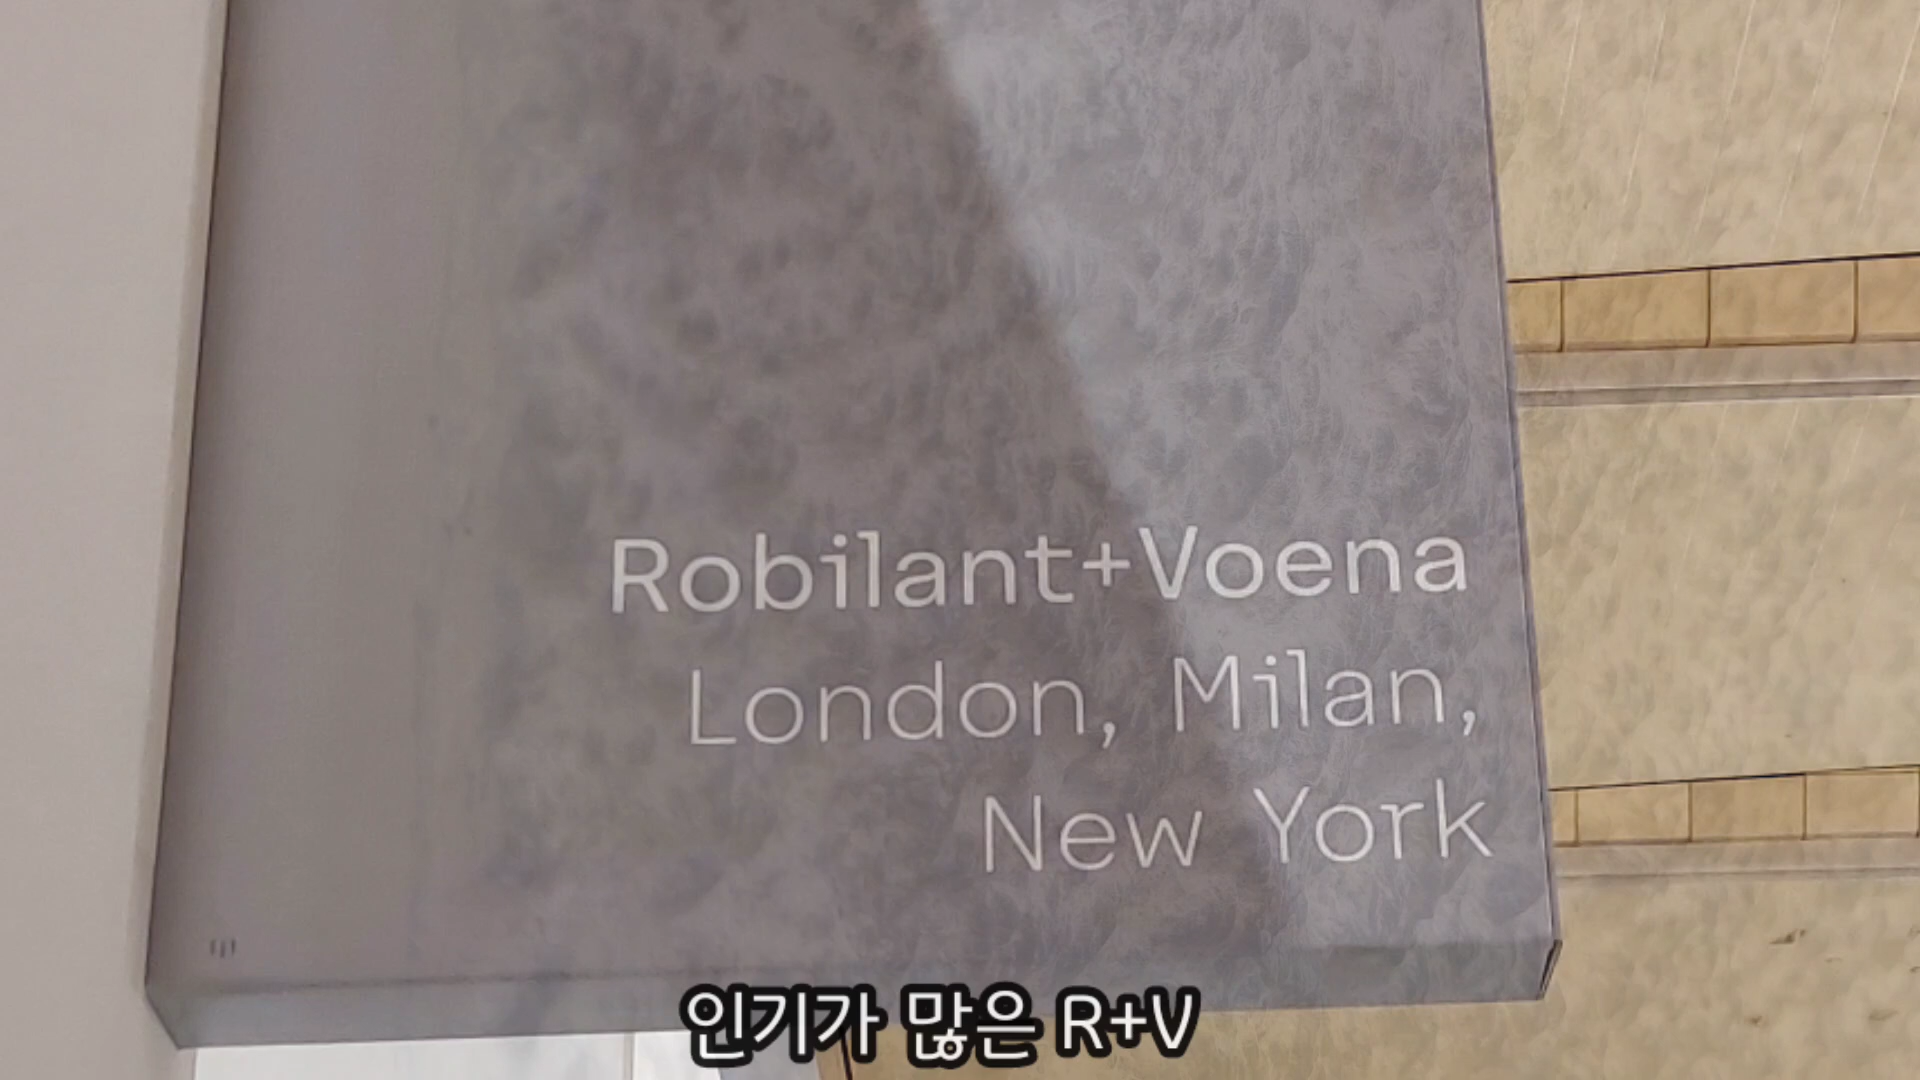 Robilant+Voena
London, Milan,
New York
인기가 많은 R+V